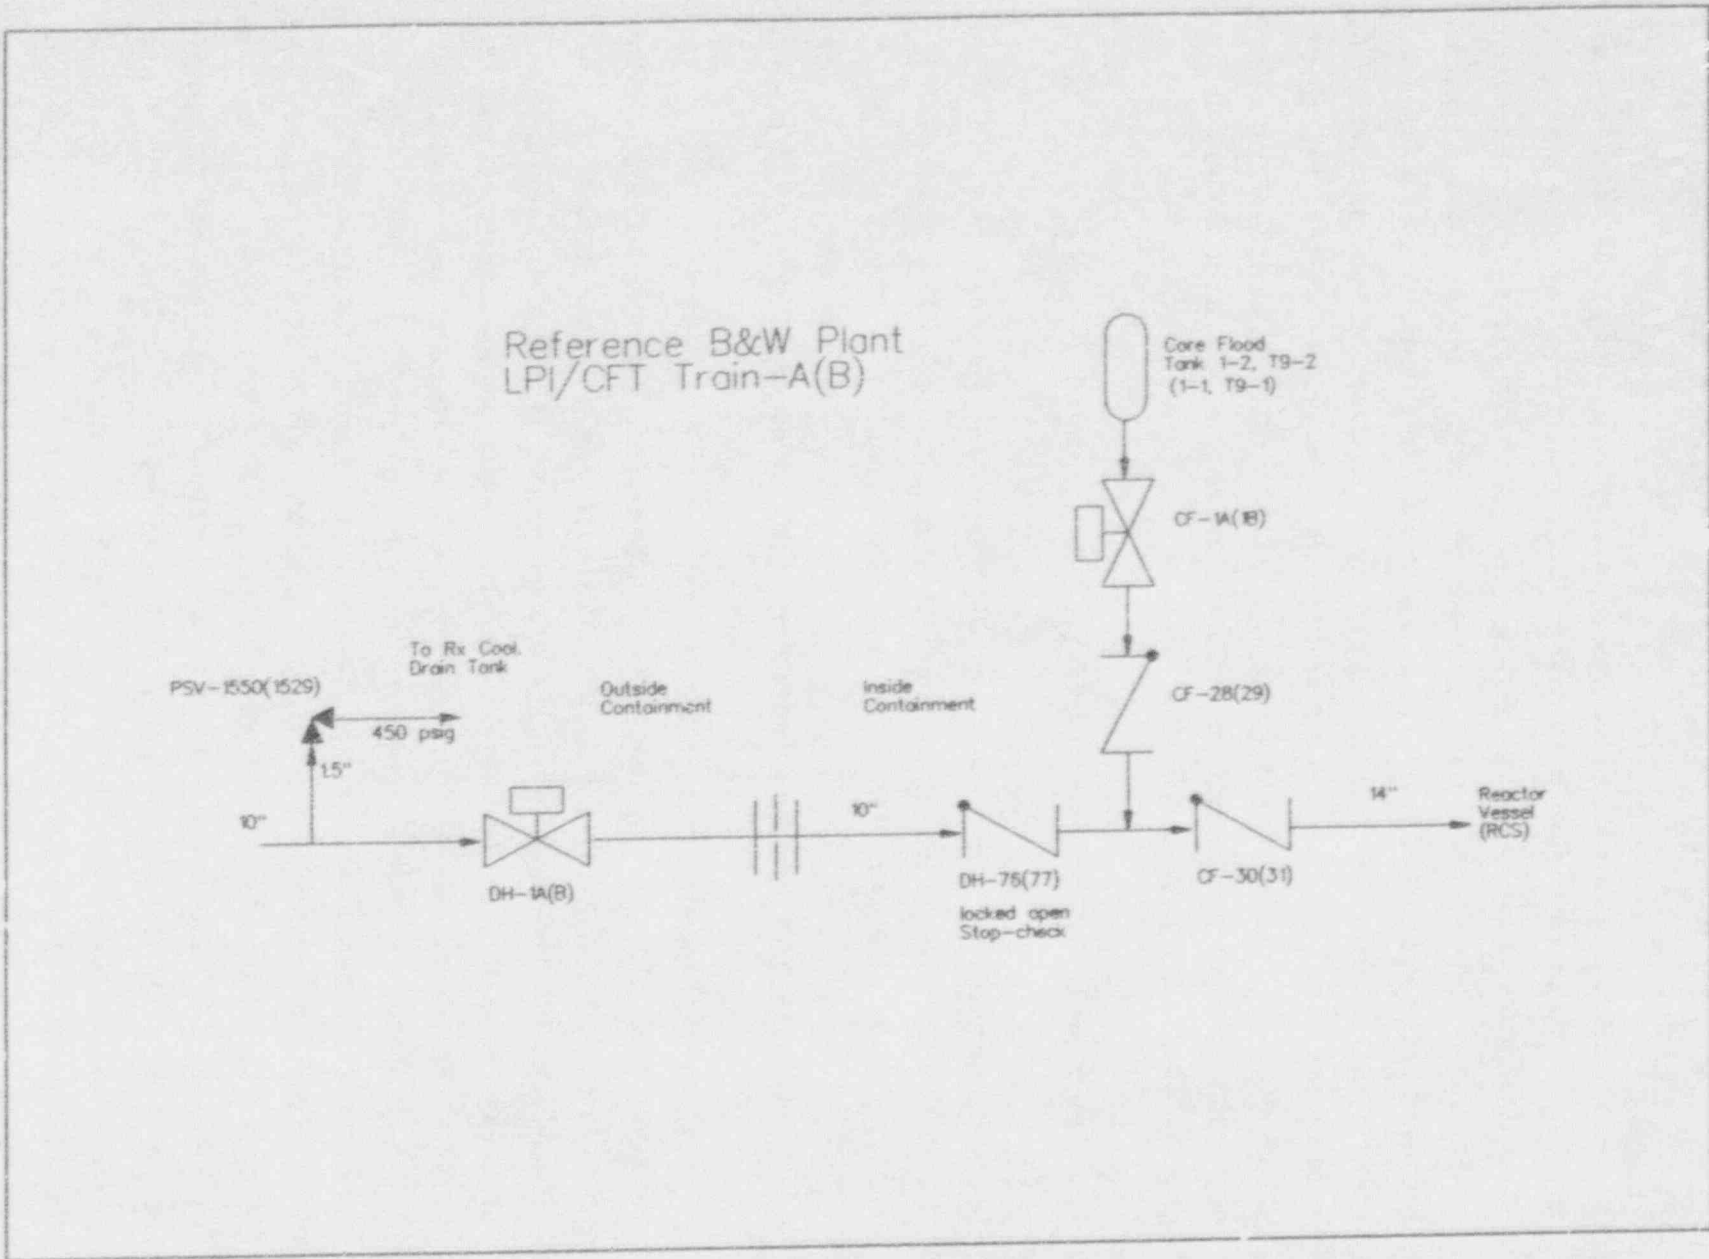 Reference B&W Plant
LPI/CFT Train-A(B)
Core Flood
Tank 1-2, T9-2
(1-1, T9-1)
CF-1A(1B)
To Rx Cool.
Drain Tank
PSV-1550(1529)
450 psig
1.5"
Outside
Containment
Inside
Containment
CF-28(29)
10"
DH-1A(B)
10"
DH-76(77)
locked open
Stop-check
CF-30(31)
14"
Reactor
Vessel
(RCS)